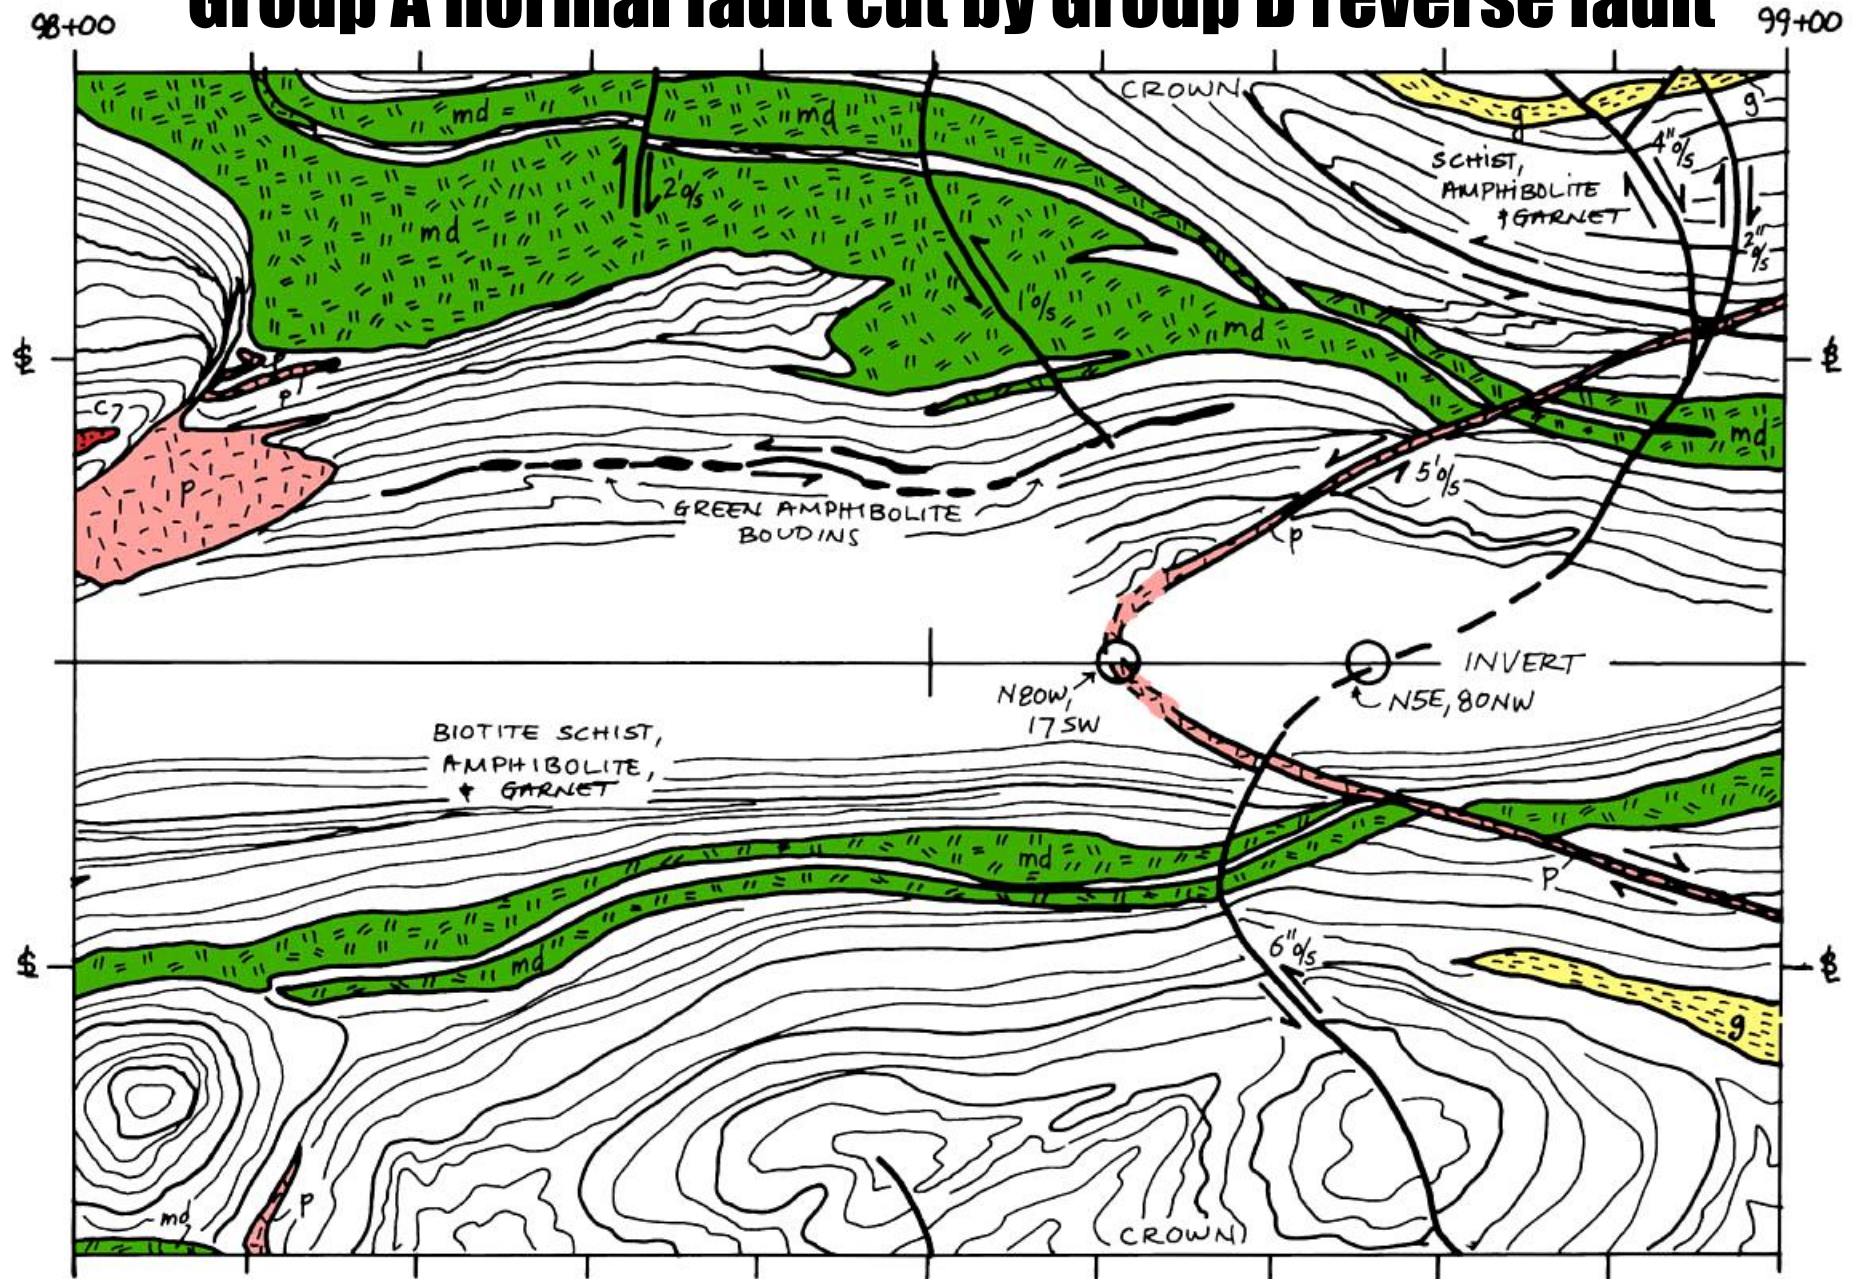 Group A normal fault cut by Group B reverse fault
98+00
99+00
CROWN
md
md
g
g
4" o/s
SCHIST,
AMPHIBOLITE
& GARNET
2' o/s
md
2" o/s
1" o/s
md
p
p
C
md
5' o/s
p
GREEN AMPHIBOLITE
BOUDINS
p
INVERT
N20W,
17SW
N5E, 80NW
BIOTITE SCHIST,
AMPHIBOLITE,
& GARNET
md
p
md
6" o/s
g
p
md
(CROWN)